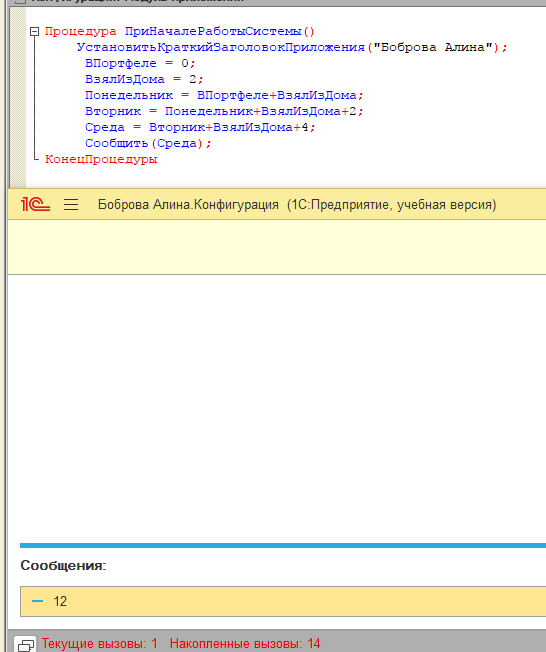 Процедура ПриНачалеРаботыСистемы()
УстановитьКраткийЗаголовокПриложения("Боброва Алина");
ВПортфеле = 0;
ВзялИзДома = 2;
Понедельник = ВПортфеле+ВзялИзДома;
Вторник = Понедельник+ВзялИзДома+2;
Среда = Вторник+ВзялИзДома+4;
Сообщить(Среда);
КонецПроцедуры
1С Боброва Алина.Конфигурация (1С:Предприятие, учебная версия)
Сообщения:
— 12
Текущие вызовы: 1 Накопленные вызовы: 14